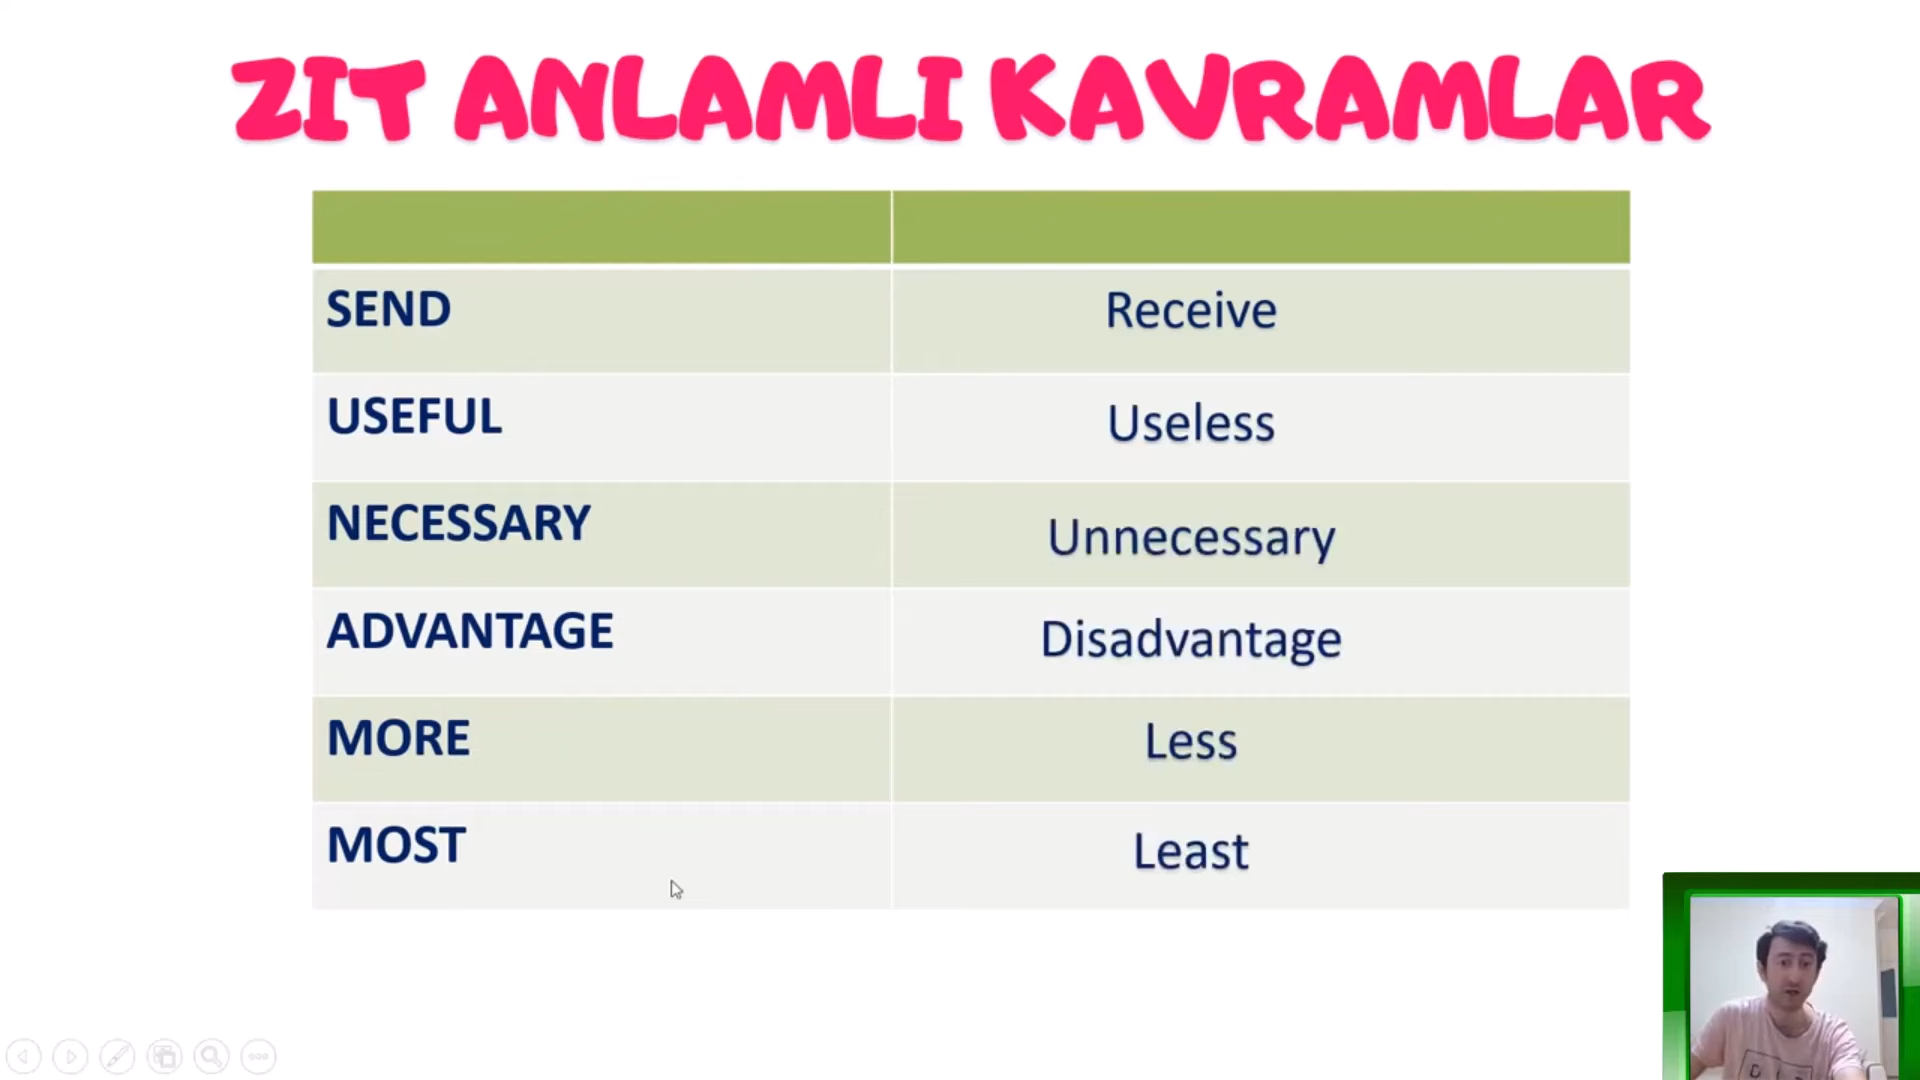 ZIT ANLAMLI KAVRAMLAR
SEND Receive
USEFUL Useless
NECESSARY Unnecessary
ADVANTAGE Disadvantage
MORE Less
MOST Least